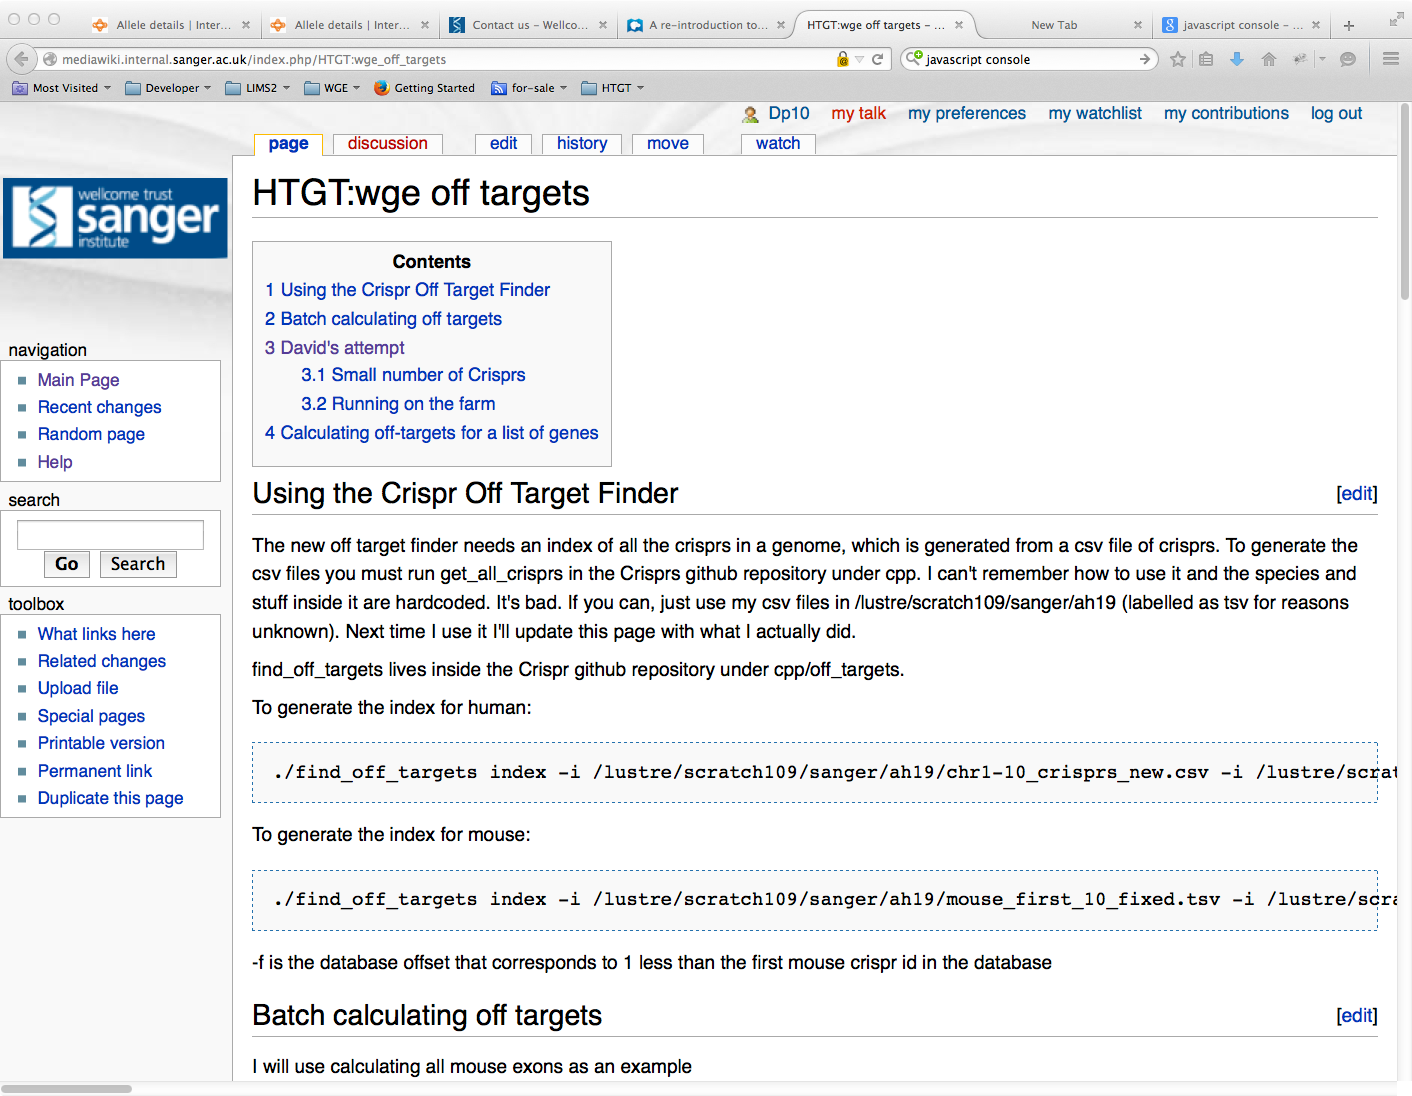 Allele details | Inter...
Allele details | Inter...
Contact us – Wellco...
A re-introduction to...
HTGT:wge off targets – ...
New Tab
javascript console – ...
mediawiki.internal.sanger.ac.uk/index.php/HTGT:wge_off_targets
javascript console
Most Visited
Developer
LIMS2
WGE
Getting Started
for-sale
HTGT
Dp10
my talk
my preferences
my watchlist
my contributions
log out
page
discussion
edit
history
move
watch
wellcome trust
sanger
institute
HTGT:wge off targets
Contents
1 Using the Crispr Off Target Finder
2 Batch calculating off targets
3 David's attempt
3.1 Small number of Crisprs
3.2 Running on the farm
4 Calculating off-targets for a list of genes
navigation
Main Page
Recent changes
Random page
Help
search
Go
Search
toolbox
What links here
Related changes
Upload file
Special pages
Printable version
Permanent link
Duplicate this page
Using the Crispr Off Target Finder
[edit]
The new off target finder needs an index of all the crisprs in a genome, which is generated from a csv file of crisprs. To generate the
csv files you must run get_all_crisprs in the Crisprs github repository under cpp. I can't remember how to use it and the species and
stuff inside it are hardcoded. It's bad. If you can, just use my csv files in /lustre/scratch109/sanger/ah19 (labelled as tsv for reasons
unknown). Next time I use it I'll update this page with what I actually did.
find_off_targets lives inside the Crispr github repository under cpp/off_targets.
To generate the index for human:
./find_off_targets index -i /lustre/scratch109/sanger/ah19/chr1-10_crisprs_new.csv -i /lustre/scrat
To generate the index for mouse:
./find_off_targets index -i /lustre/scratch109/sanger/ah19/mouse_first_10_fixed.tsv -i /lustre/scra
-f is the database offset that corresponds to 1 less than the first mouse crispr id in the database
Batch calculating off targets
[edit]
I will use calculating all mouse exons as an example